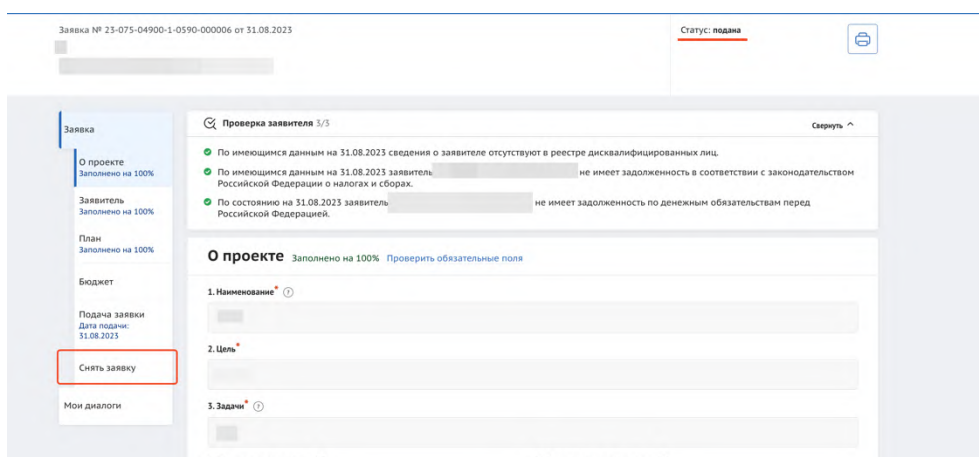 Заявка № 23-075-04900-1-0590-000006 от 31.08.2023
Статус: подана
Заявка
О проекте
Заполнено на 100%
Заявитель
Заполнено на 100%
План
Заполнено на 100%
Бюджет
Подача заявки
Дата подачи:
31.08.2023
Снять заявку
Мои диалоги
Проверка заявителя 3/3
Свернуть
По имеющимся данным на 31.08.2023 сведения о заявителе отсутствуют в реестре дисквалифицированных лиц.
По имеющимся данным на 31.08.2023 заявитель не имеет задолженность в соответствии с законодательством
Российской Федерации о налогах и сборах.
По состоянию на 31.08.2023 заявитель не имеет задолженность по денежным обязательствам перед
Российской Федерацией.
О проекте Заполнено на 100% Проверить обязательные поля
1. Наименование* ?
2. Цель*
3. Задачи* ?